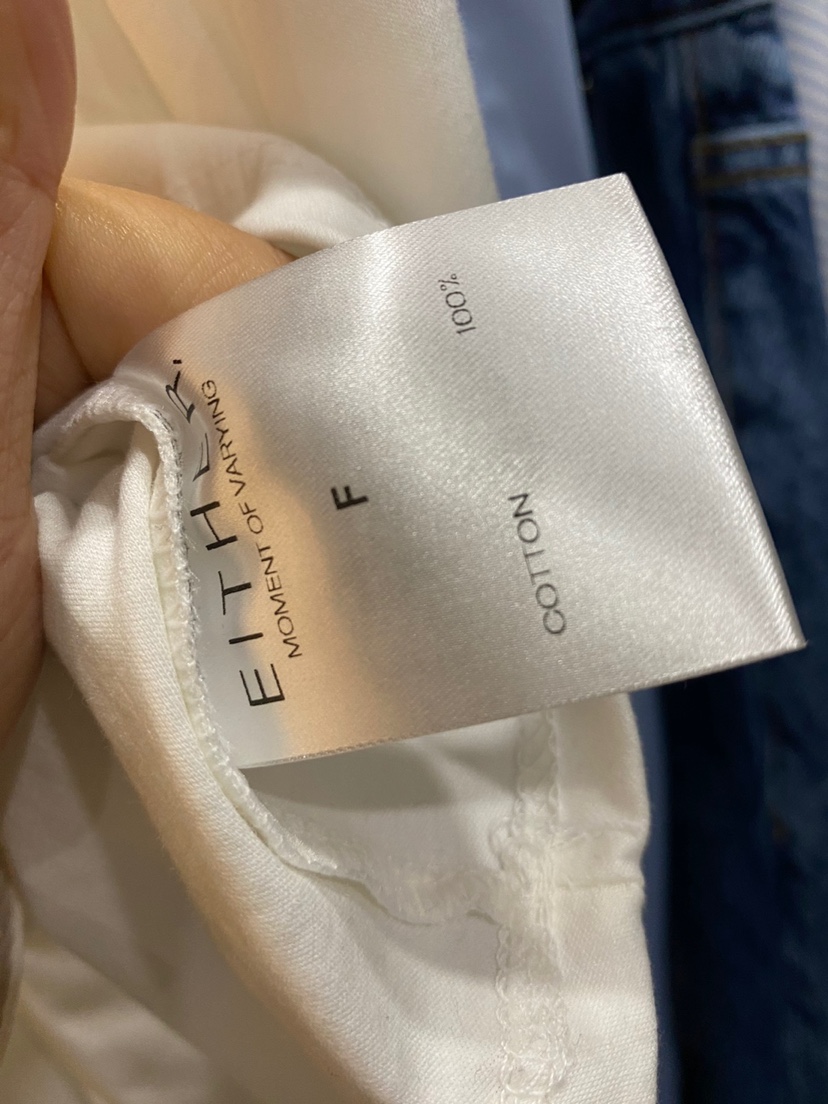 EITHER.
MOMENT OF VARYING
F
COTTON 100%